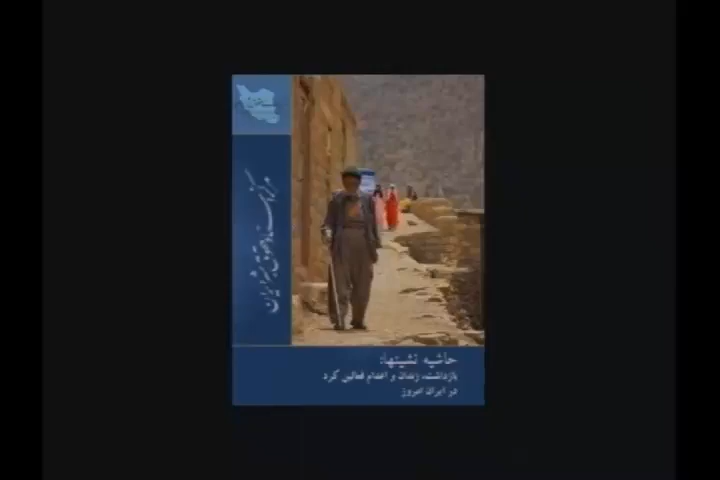 مرکز اسناد حقوق بشر ایران
حاشیه نشینها:
بازداشت، زندان و اعدام فعالین کرد
در ایران امروز